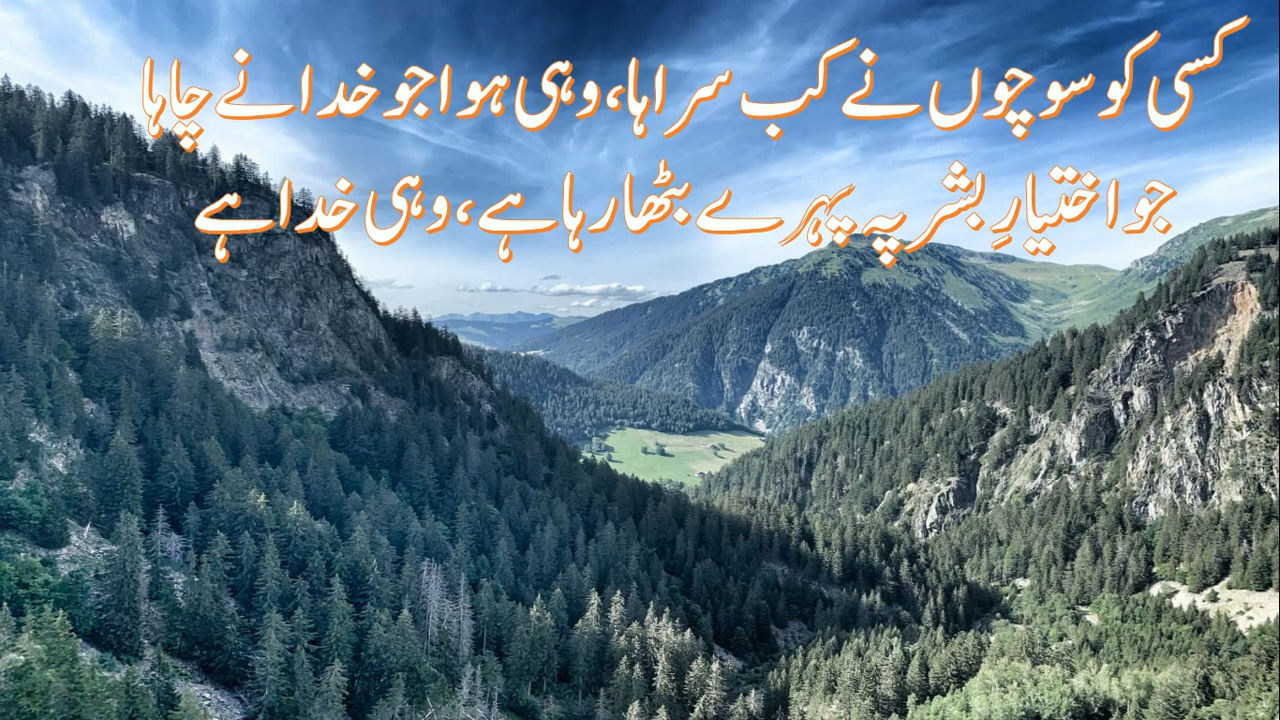 کسی کو سوچوں نے کب سراہا، وہی ہوا جو خدا نے چاہا
جو اختیارِ بشر پہ پہرے بٹھا رہا ہے، وہی خدا ہے